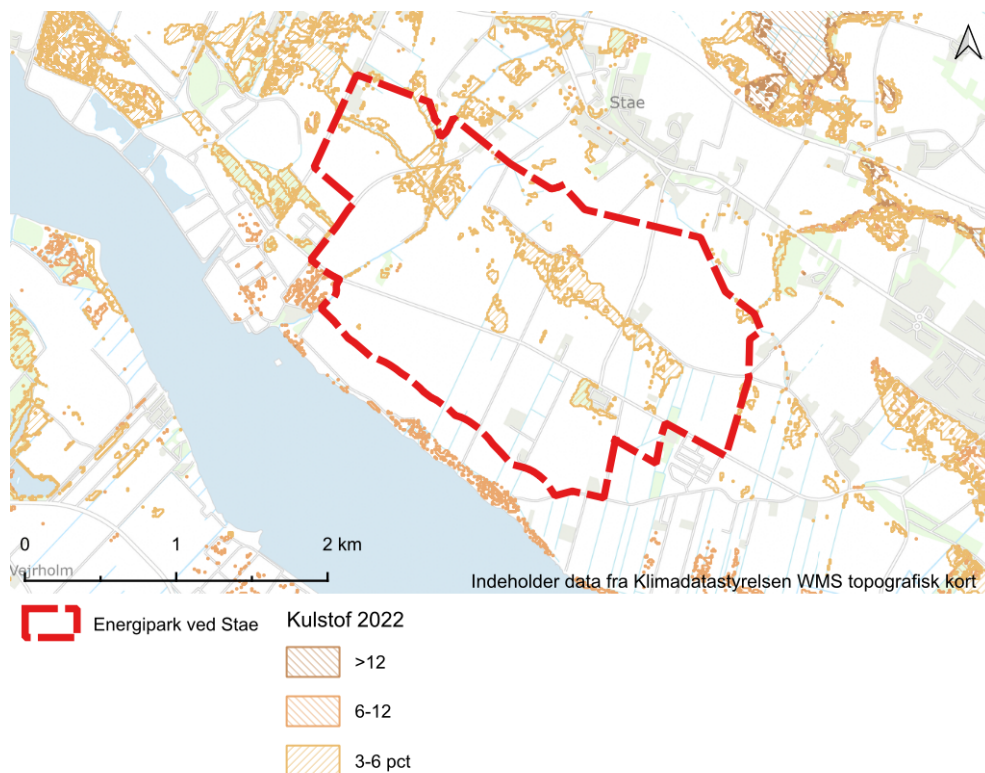 Stae
0 1 2 km
Vejrholm
Indeholder data fra Klimadatastyrelsen WMS topografisk kort
Energipark ved Stae
Kulstof 2022
>12
6-12
3-6 pct